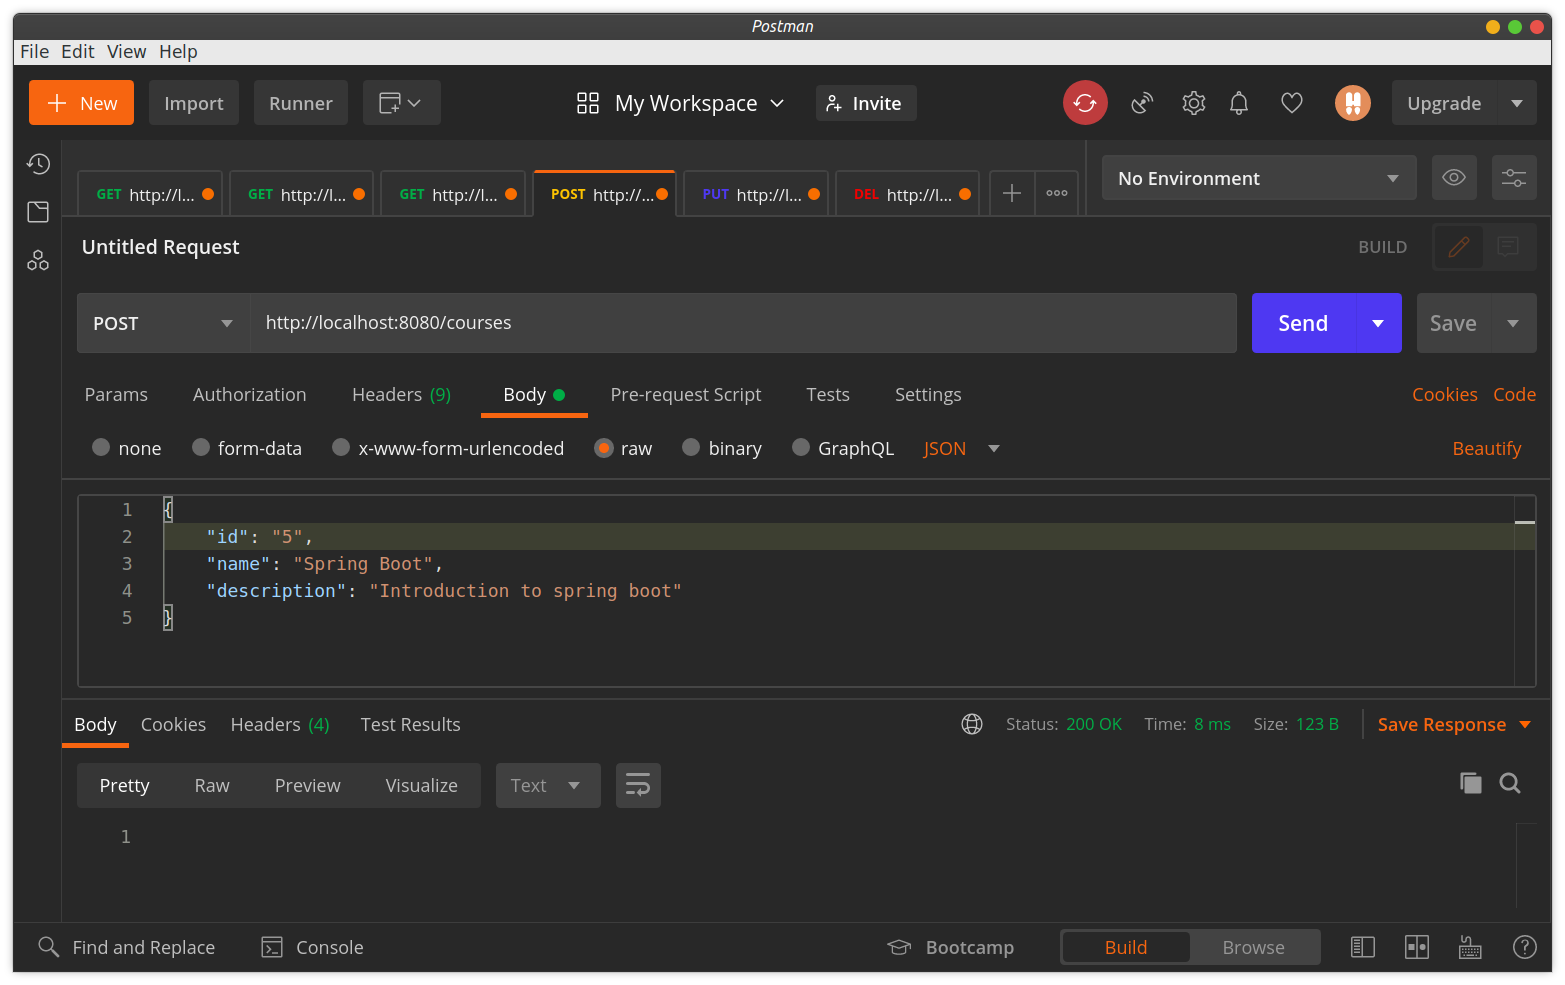 Postman
File Edit View Help
New Import Runner My Workspace Invite Upgrade
GET http://l... GET http://l... GET http://l... POST http://... PUT http://l... DEL http://l... No Environment
Untitled Request BUILD
POST http://localhost:8080/courses Send Save
Params Authorization Headers (9) Body Pre-request Script Tests Settings Cookies Code
none form-data x-www-form-urlencoded raw binary GraphQL JSON Beautify
1 {
2 "id": "5",
3 "name": "Spring Boot",
4 "description": "Introduction to spring boot"
5 }
Body Cookies Headers (4) Test Results Status: 200 OK Time: 8 ms Size: 123 B Save Response
Pretty Raw Preview Visualize Text
1
Find and Replace Console Bootcamp Build Browse